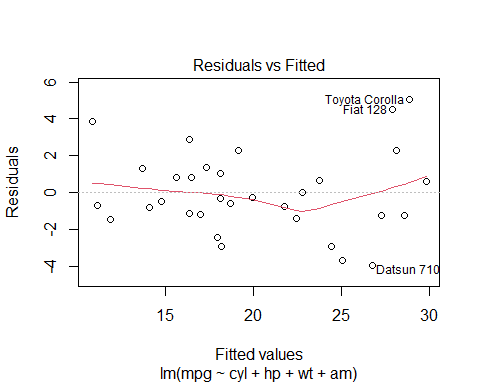 Residuals vs Fitted
Residuals
6
4
2
0
-2
-4
Toyota Corolla
Fiat 128
Datsun 710
15 20 25 30
Fitted values
lm(mpg ~ cyl + hp + wt + am)